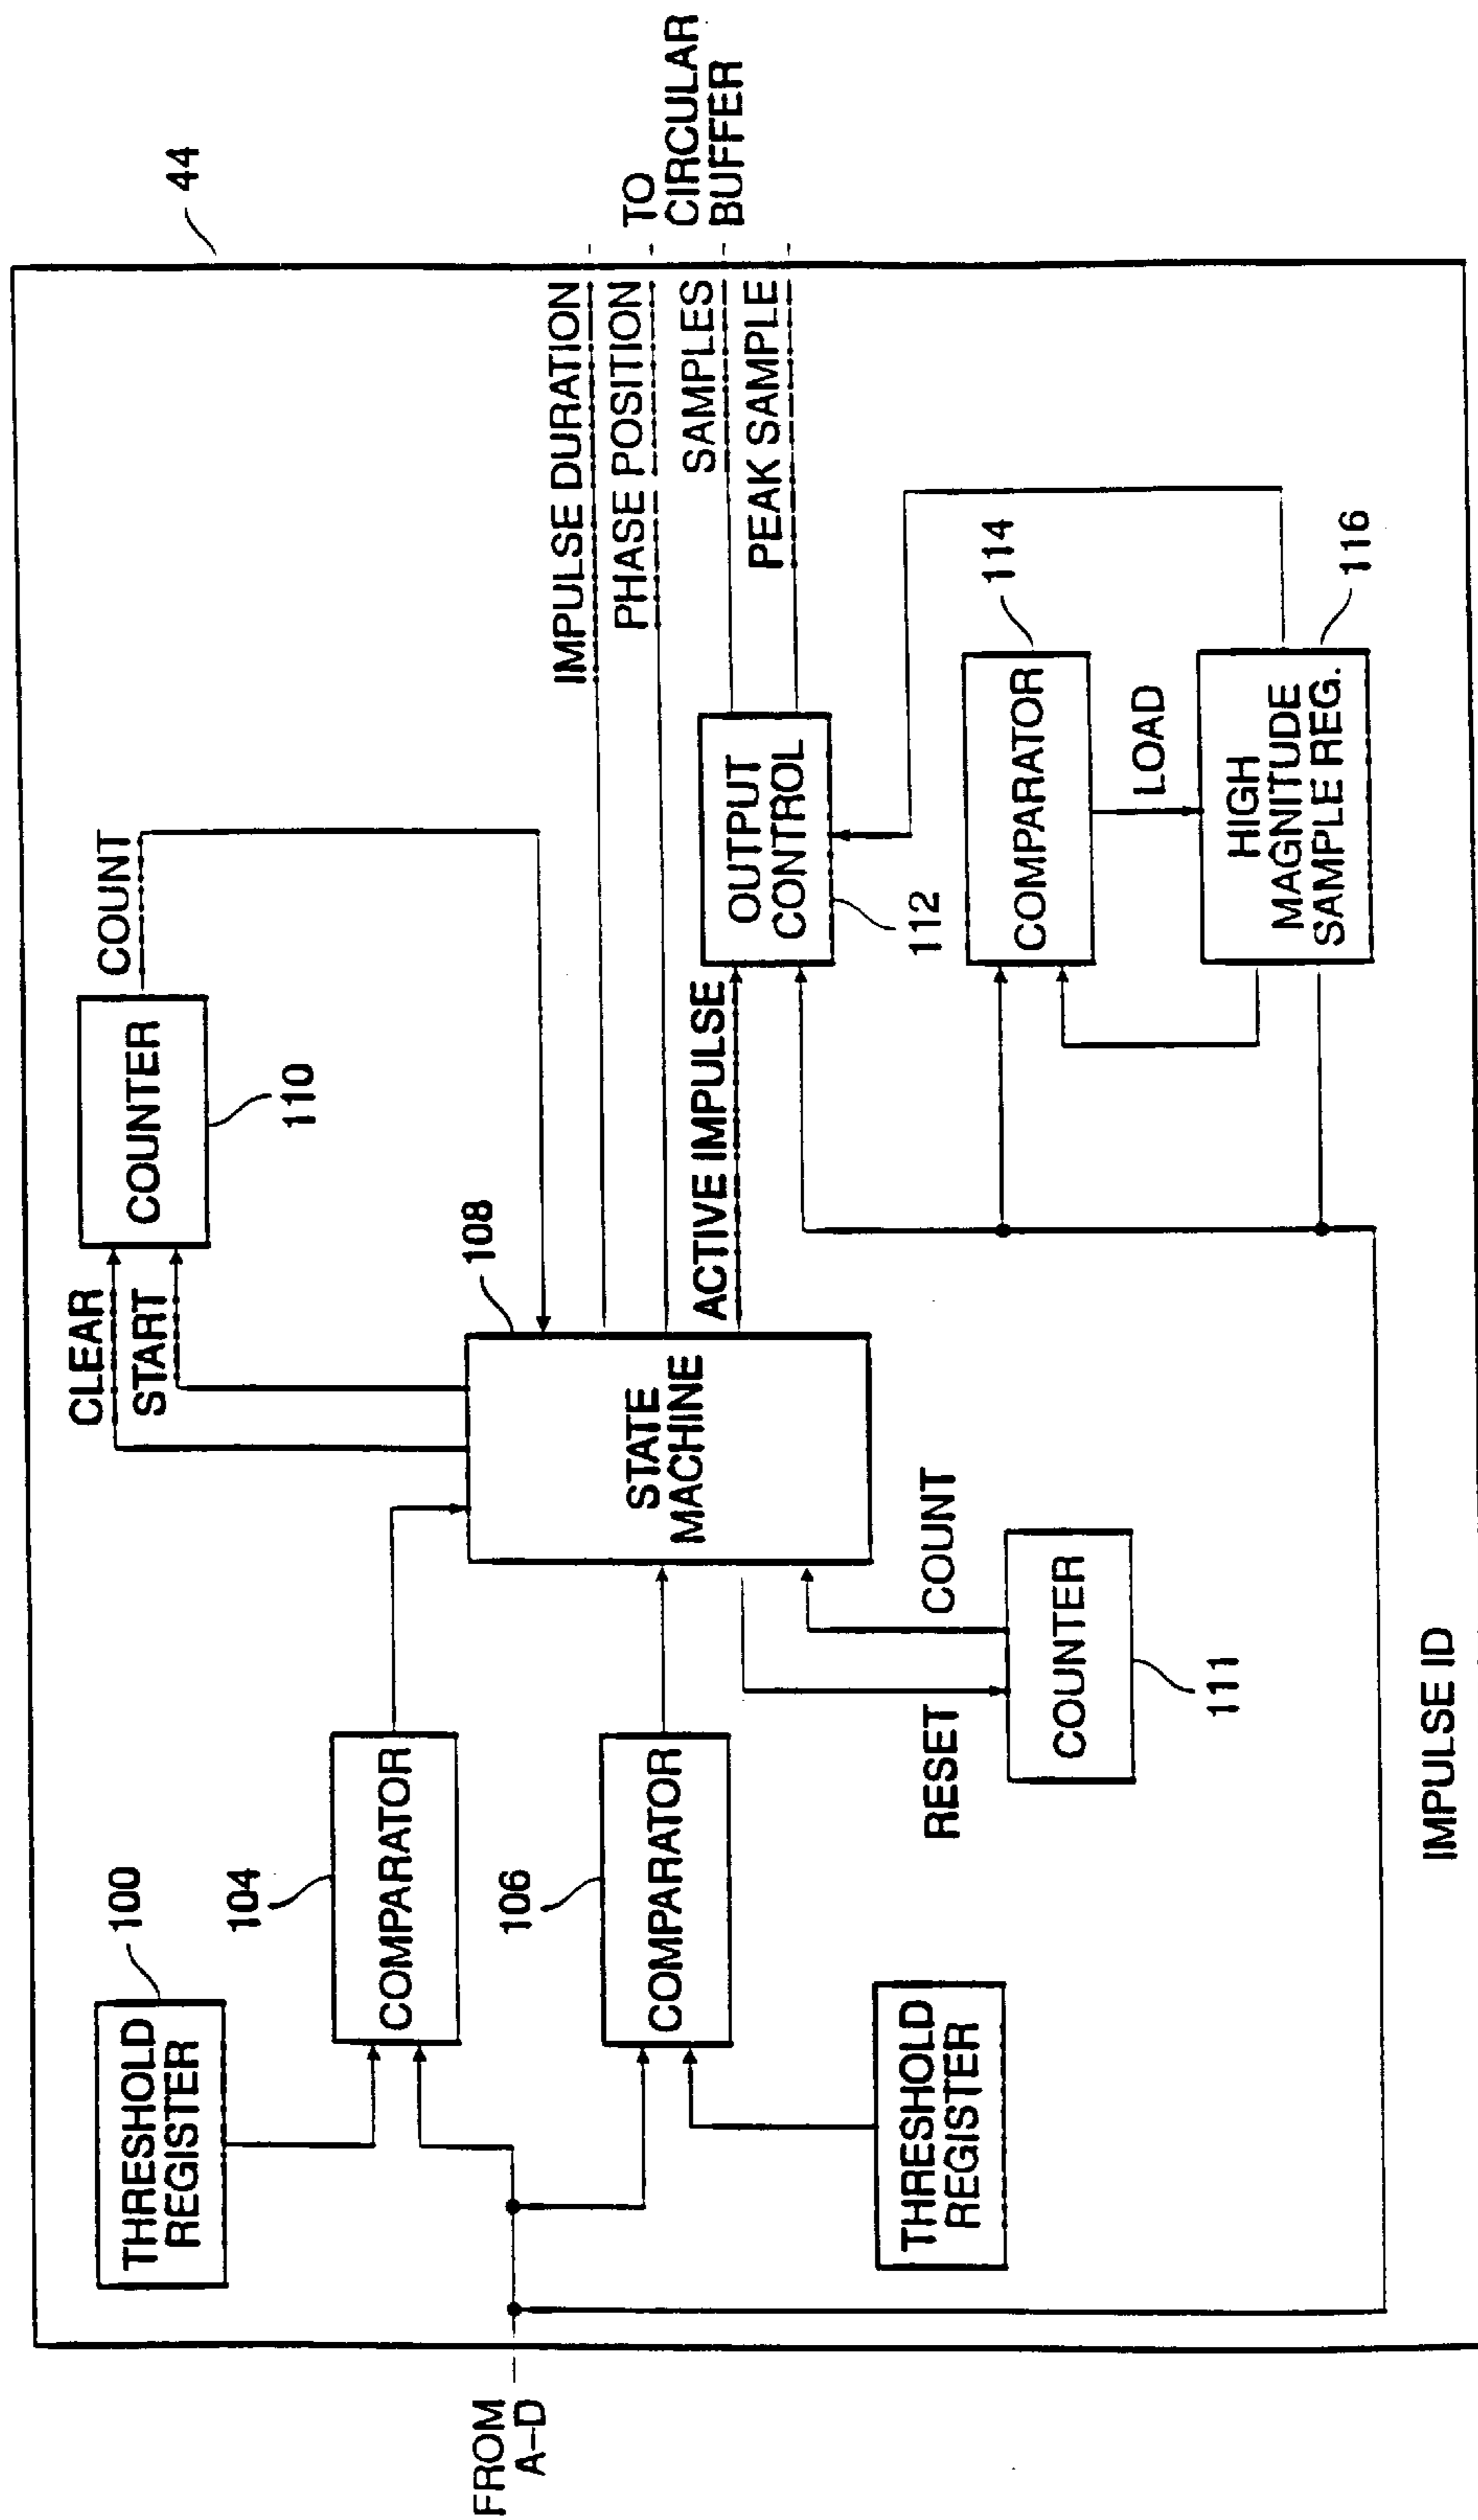 44
CLEAR
START
COUNTER
110
COUNT
100
THRESHOLD
REGISTER
104
COMPARATOR
108
STATE
MACHINE
IMPULSE DURATION
PHASE POSITION
SAMPLES
PEAK SAMPLE
TO
CIRCULAR
BUFFER
FROM
A-D
106
COMPARATOR
ACTIVE IMPULSE
OUTPUT
CONTROL
112
THRESHOLD
REGISTER
RESET
COUNT
COUNTER
111
COMPARATOR
114
LOAD
HIGH
MAGNITUDE
SAMPLE REG.
116
IMPULSE ID